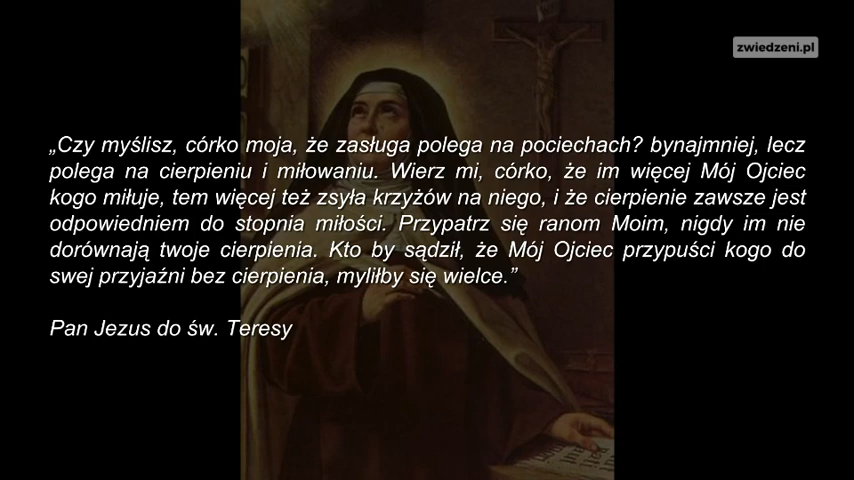 zwiedzeni.pl
„Czy myślisz, córko moja, że zasługa polega na pociechach? bynajmniej, lecz
polega na cierpieniu i miłowaniu. Wierz mi, córko, że im więcej Mój Ojciec
kogo miłuje, tem więcej też zsyła krzyżów na niego, i że cierpienie zawsze jest
odpowiedniem do stopnia miłości. Przypatrz się ranom Moim, nigdy im nie
dorównają twoje cierpienia. Kto by sądził, że Mój Ojciec przypuści kogo do
swej przyjaźni bez cierpienia, myliłby się wielce.”
Pan Jezus do św. Teresy